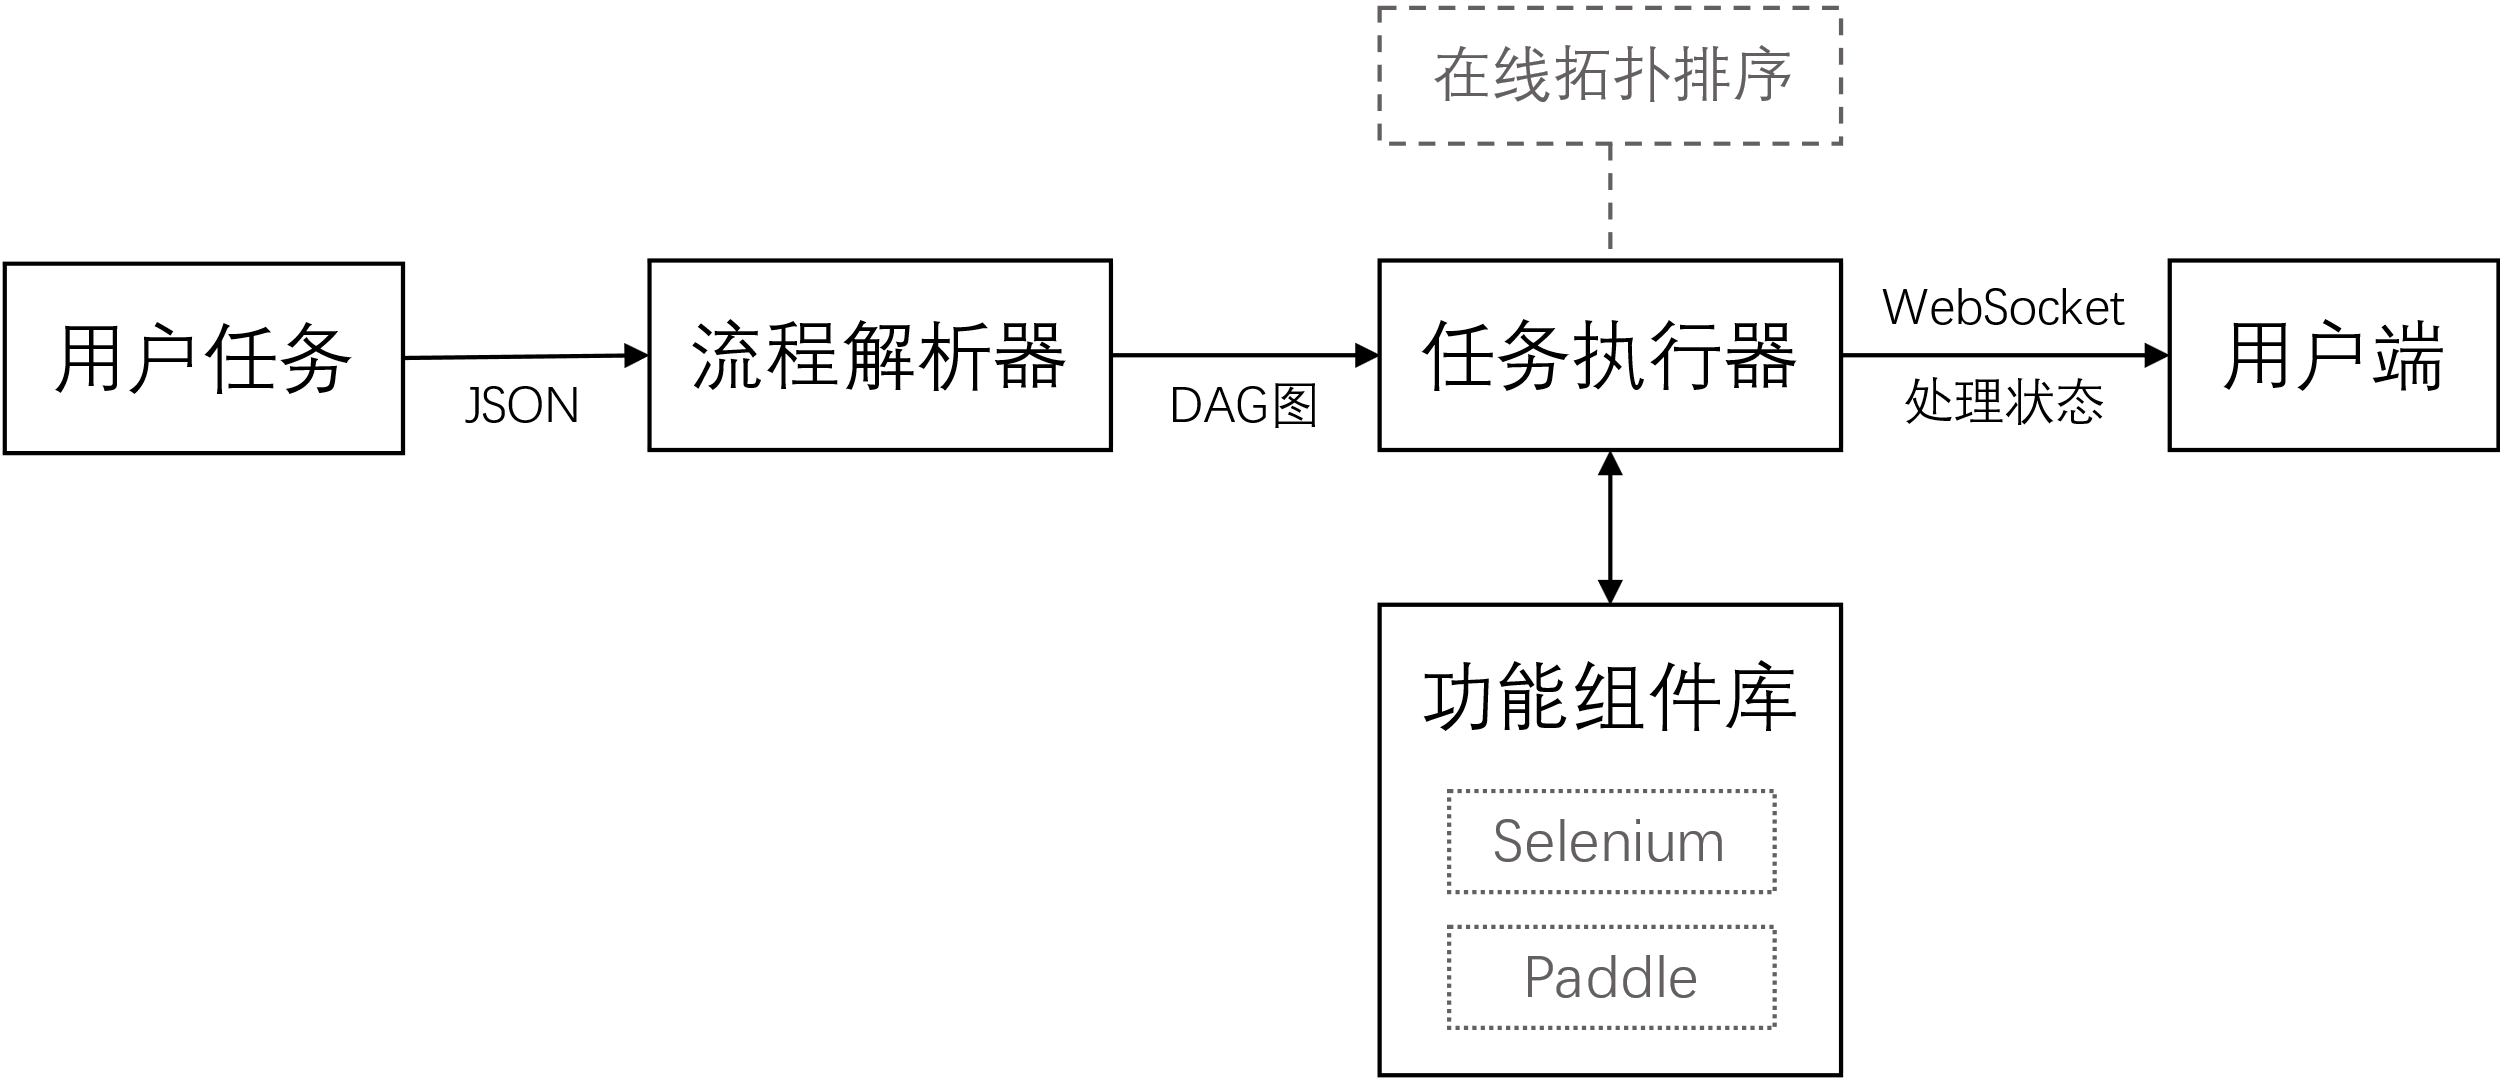 在线拓扑排序
用户任务
JSON
流程解析器
DAG图
任务执行器
WebSocket
处理状态
用户端
功能组件库
Selenium
Paddle